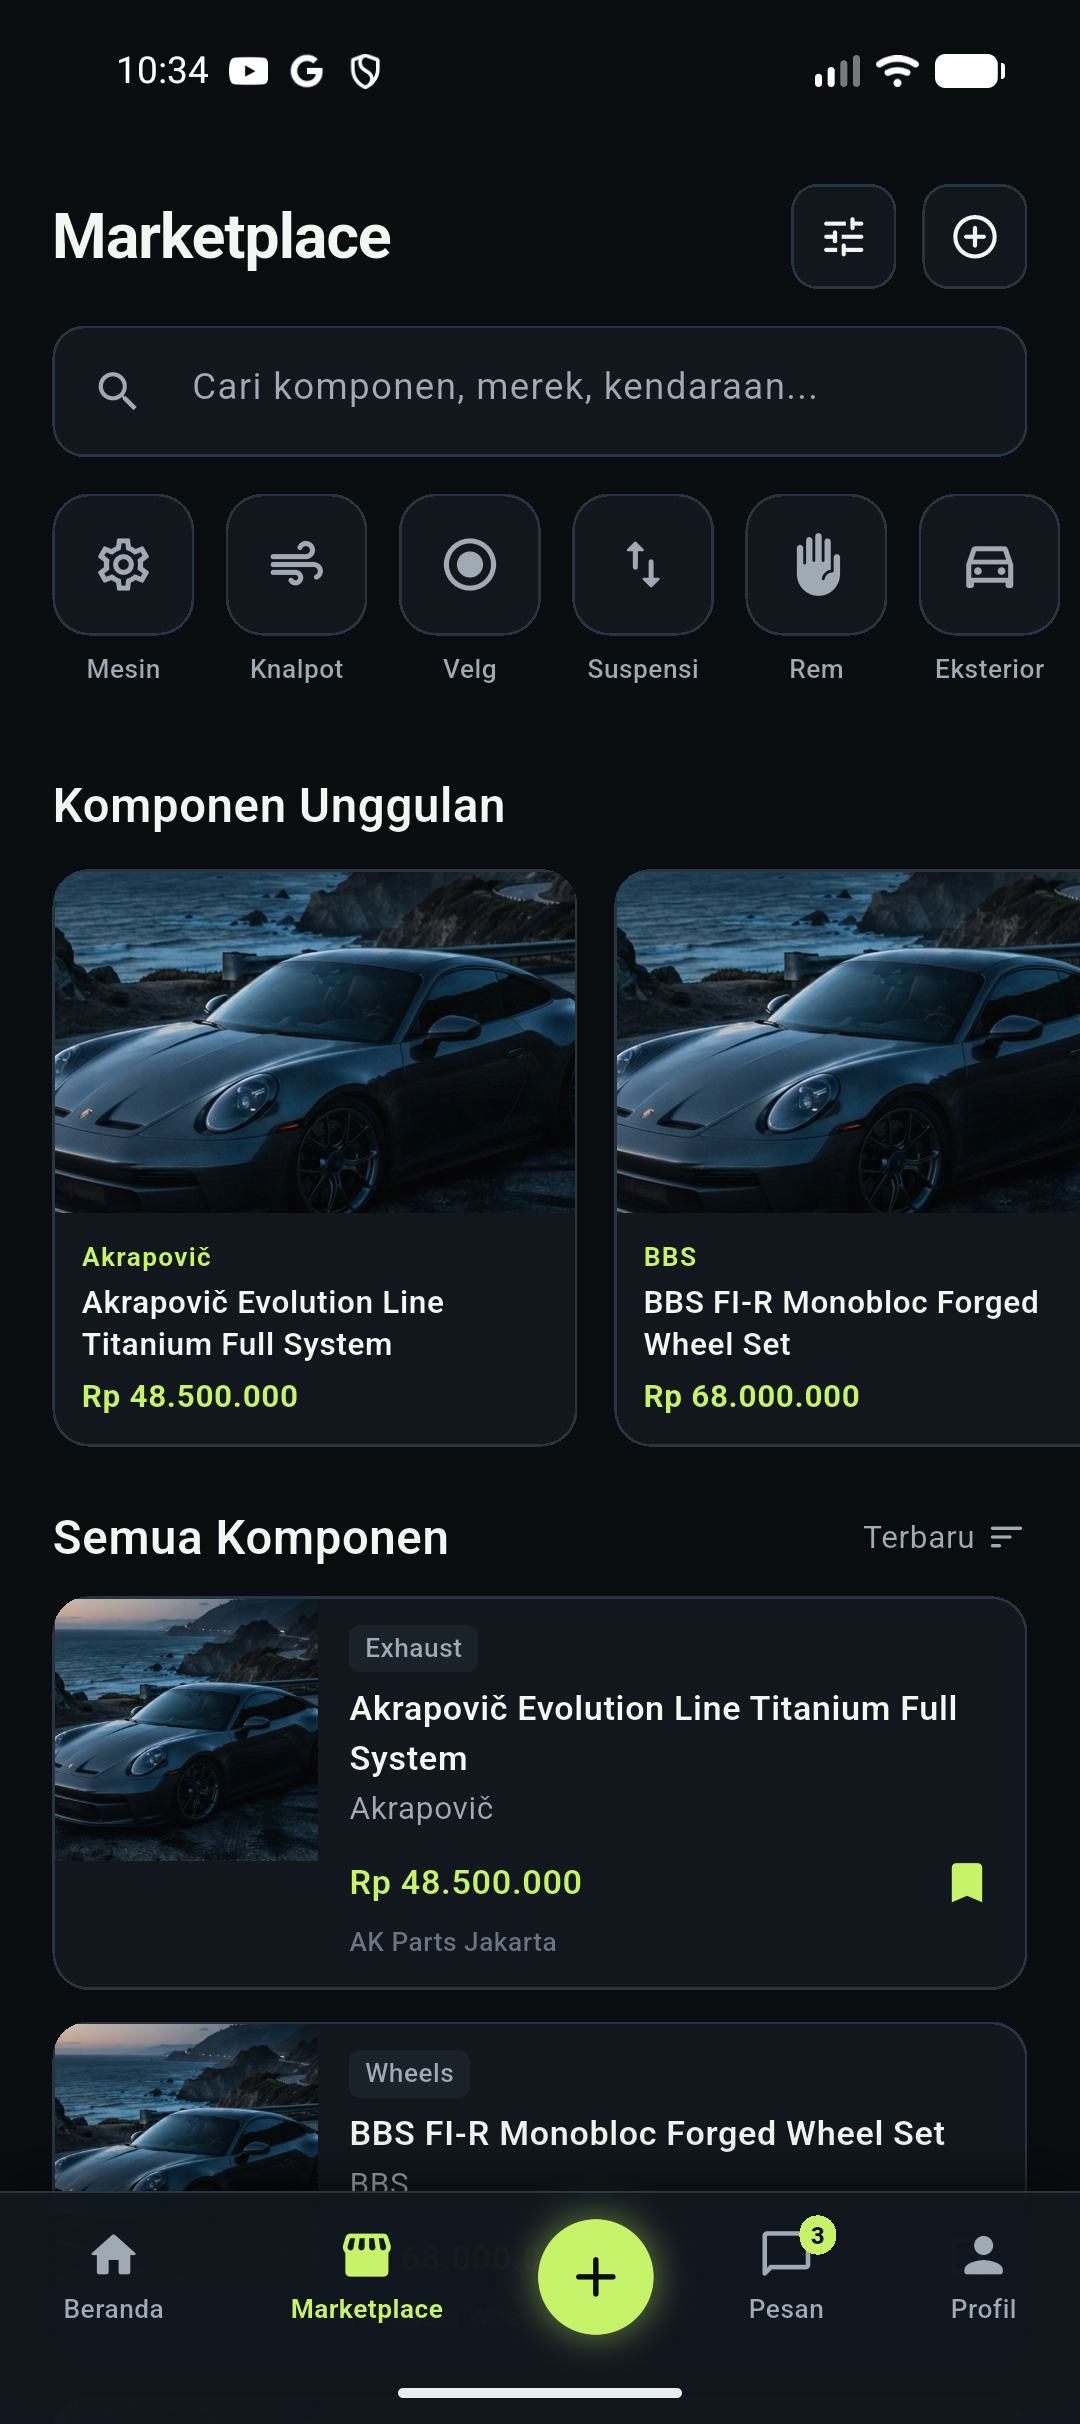 10:34
Marketplace
Cari komponen, merek, kendaraan...
Mesin
Knalpot
Velg
Suspensi
Rem
Eksterior
Komponen Unggulan
Akrapovič
Akrapovič Evolution Line
Titanium Full System
Rp 48.500.000
BBS
BBS FI-R Monobloc Forged
Wheel Set
Rp 68.000.000
Semua Komponen
Terbaru
Exhaust
Akrapovič Evolution Line Titanium Full
System
Akrapovič
Rp 48.500.000
AK Parts Jakarta
Wheels
BBS FI-R Monobloc Forged Wheel Set
BBS
3
Beranda
Marketplace
Pesan
Profil